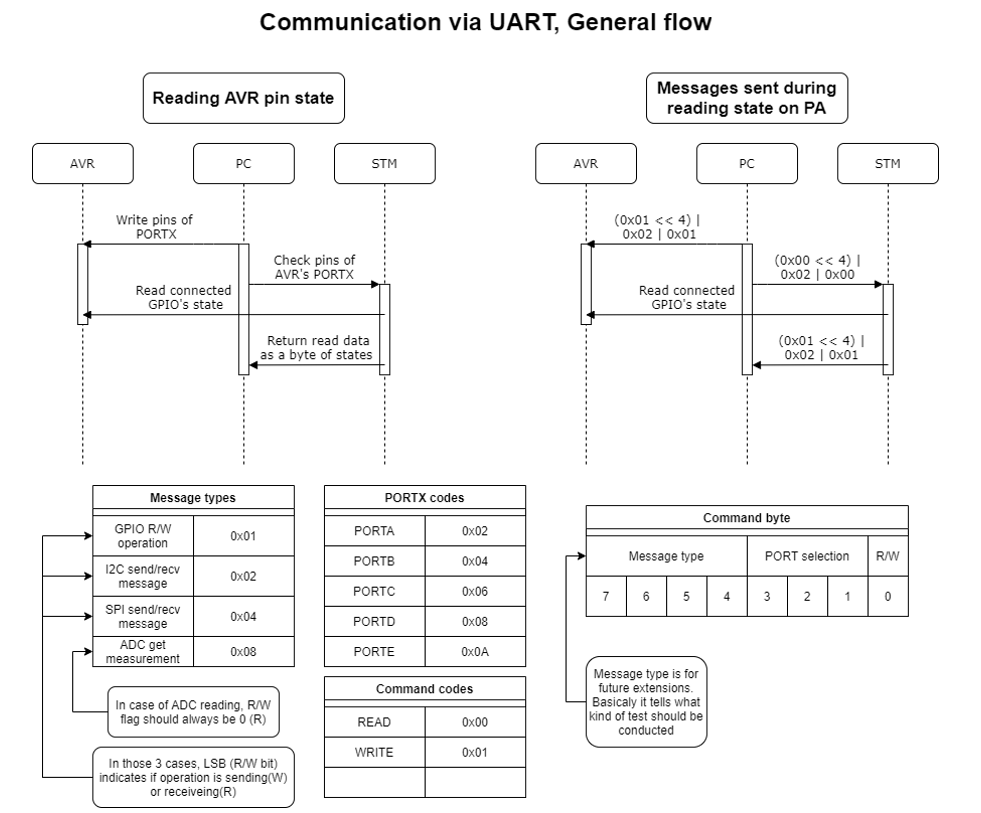 Communication via UART, General flow
Reading AVR pin state
AVR
PC
STM
Write pins of
PORTX
Check pins of
AVR's PORTX
Read connected
GPIO's state
Return read data
as a byte of states
Messages sent during
reading state on PA
AVR
PC
STM
(0x01 << 4) |
0x02 | 0x01
(0x00 << 4) |
0x02 | 0x00
Read connected
GPIO's state
(0x01 << 4) |
0x02 | 0x01
Message types
GPIO R/W
operation
0x01
I2C send/recv
message
0x02
SPI send/recv
message
0x04
ADC get
measurement
0x08
In case of ADC reading, R/W
flag should always be 0 (R)
In those 3 cases, LSB (R/W bit)
indicates if operation is sending(W)
or receiveing(R)
PORTX codes
PORTA 0x02
PORTB 0x04
PORTC 0x06
PORTD 0x08
PORTE 0x0A
Command codes
READ 0x00
WRITE 0x01
Command byte
Message type PORT selection R/W
7 6 5 4 3 2 1 0
Message type is for
future extensions.
Basicaly it tells what
kind of test should be
conducted